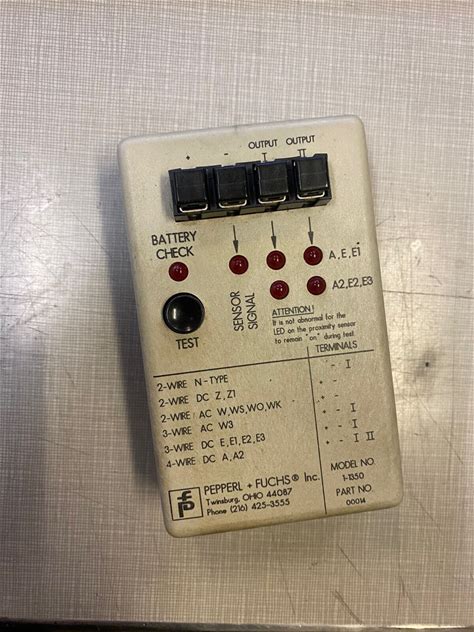 + - OUTPUT I OUTPUT II
BATTERY
CHECK
A,E,E1
A2,E2,E3
SENSOR
SIGNAL
TEST
ATTENTION!
It is not abnormal for the
LED on the proximity sensor
to remain "on" during test.
TERMINALS
2-WIRE N-TYPE - I
2-WIRE DC Z,Z1 + -
2-WIRE AC W,WS,WO,WK + -
3-WIRE AC W3 + - I
3-WIRE DC E,E1,E2,E3 + - I
4-WIRE DC A,A2 + - I II
PEPPERL + FUCHS® Inc.
Twinsburg, OHIO 44087
Phone (216) 425-3555
MODEL NO.
1-1350
PART NO.
00014